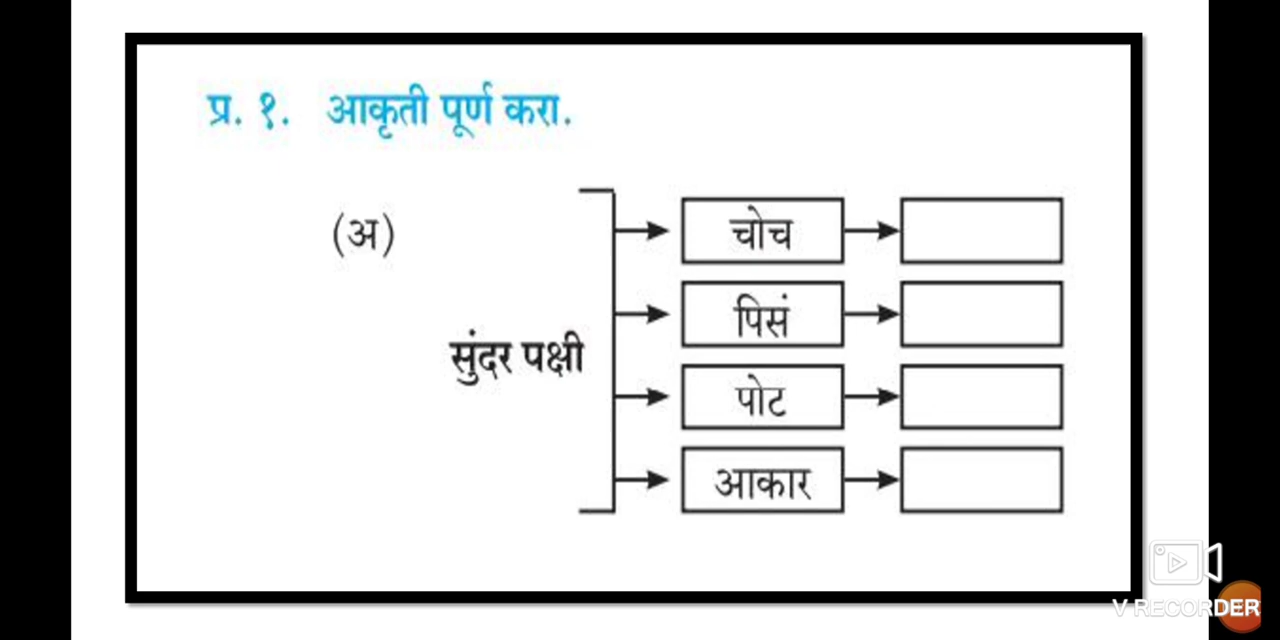 प्र. १. आकृती पूर्ण करा.
(अ)
चोच
पिसं
सुंदर पक्षी
पोट
आकार
V RECORDER